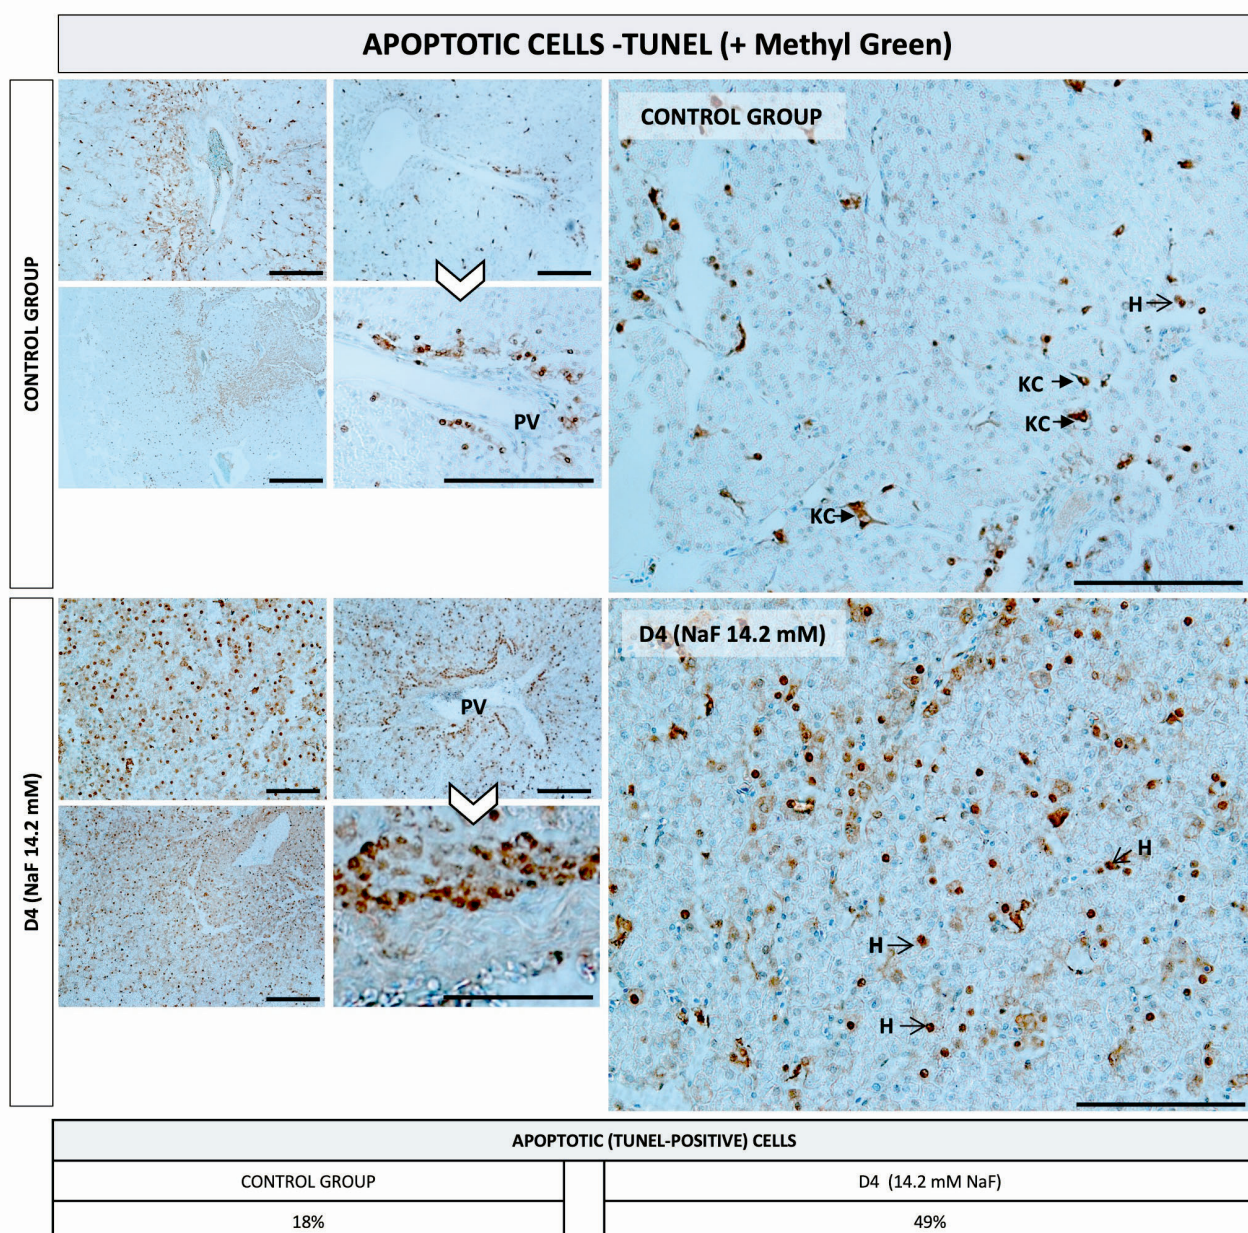 APOPTOTIC CELLS -TUNEL (+ Methyl Green)
CONTROL GROUP
CONTROL GROUP
H
KC
KC
PV
KC
D4 (NaF 14.2 mM)
D4 (NaF 14.2 mM)
PV
H
H
H
APOPTOTIC (TUNEL-POSITIVE) CELLS
CONTROL GROUP
D4 (14.2 mM NaF)
18%
49%